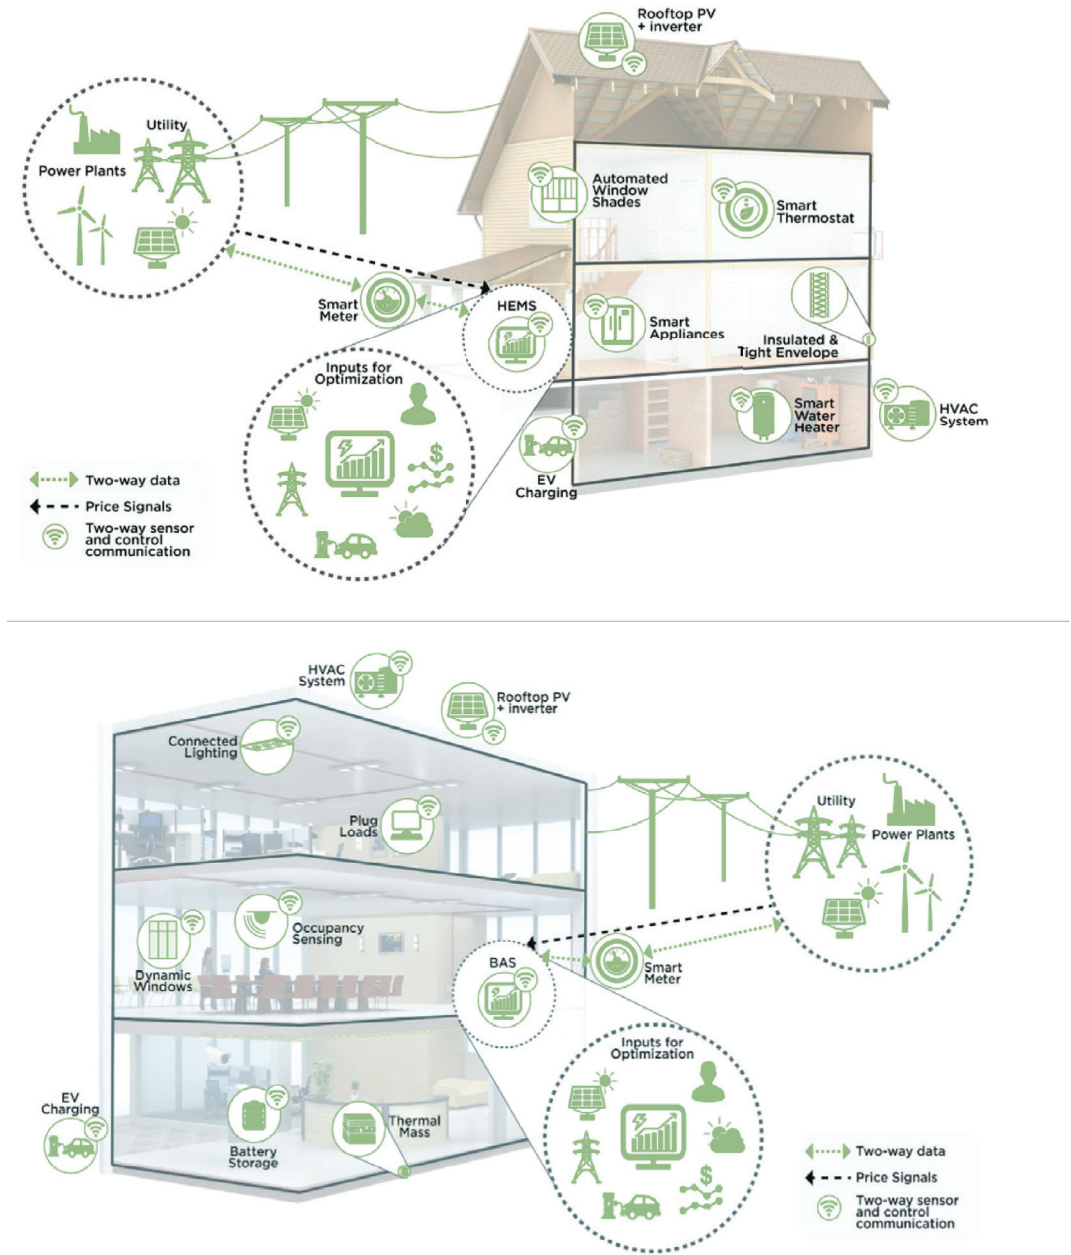 Rooftop PV
+ inverter
Utility
Power Plants
Automated
Window
Shades
Smart
Thermostat
Smart
Meter
HEMS
Smart
Appliances
Insulated &
Tight Envelope
Inputs for
Optimization
$
Smart
Water
Heater
HVAC
System
EV
Charging
Two-way data
Price Signals
Two-way sensor
and control
communication
HVAC
System
Rooftop PV
+ inverter
Connected
Lighting
Plug
Loads
Utility
Power Plants
Occupancy
Sensing
Dynamic
Windows
BAS
Smart
Meter
Inputs for
Optimization
$
EV
Charging
Battery
Storage
Thermal
Mass
Two-way data
Price Signals
Two-way sensor
and control
communication